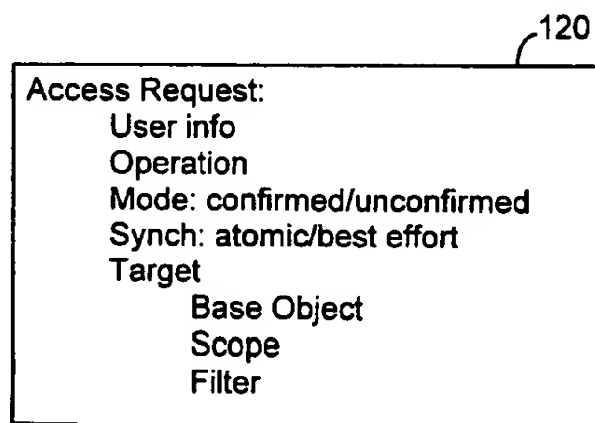 120
Access Request:
User info
Operation
Mode: confirmed/unconfirmed
Synch: atomic/best effort
Target
Base Object
Scope
Filter